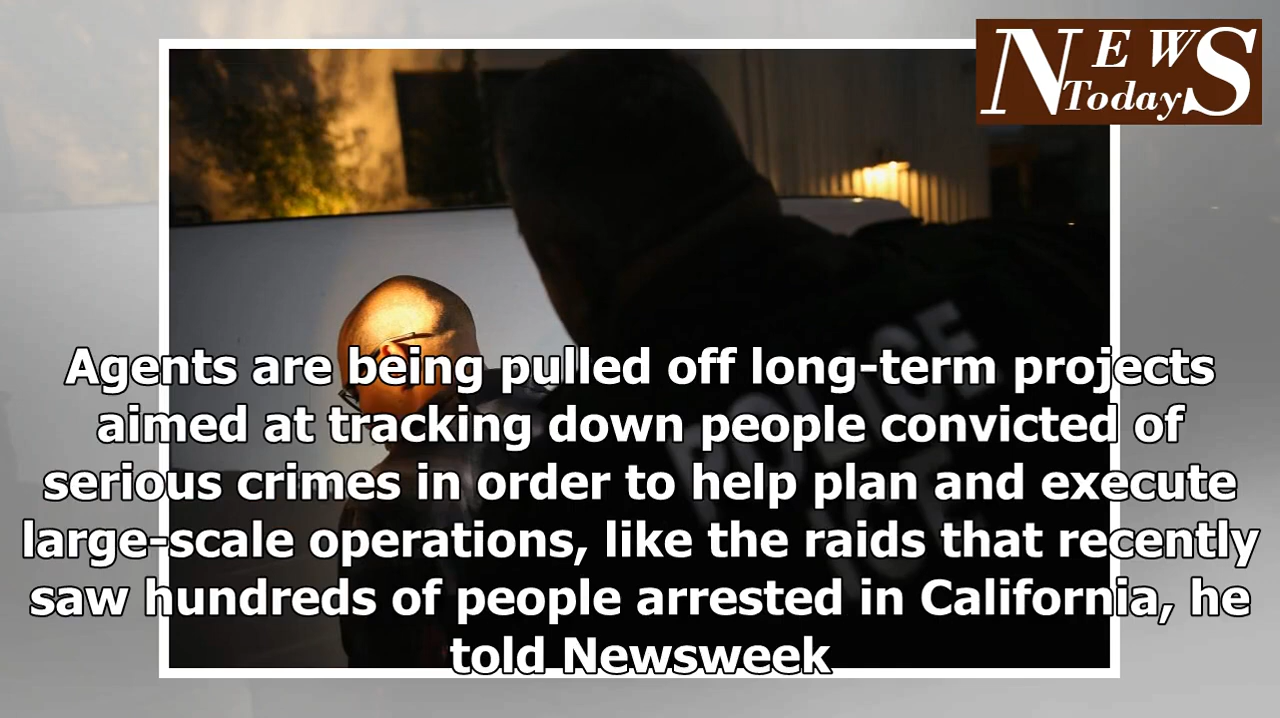 NEWS
Today
POLICE
ICE
Agents are being pulled off long-term projects
aimed at tracking down people convicted of
serious crimes in order to help plan and execute
large-scale operations, like the raids that recently
saw hundreds of people arrested in California, he
told Newsweek